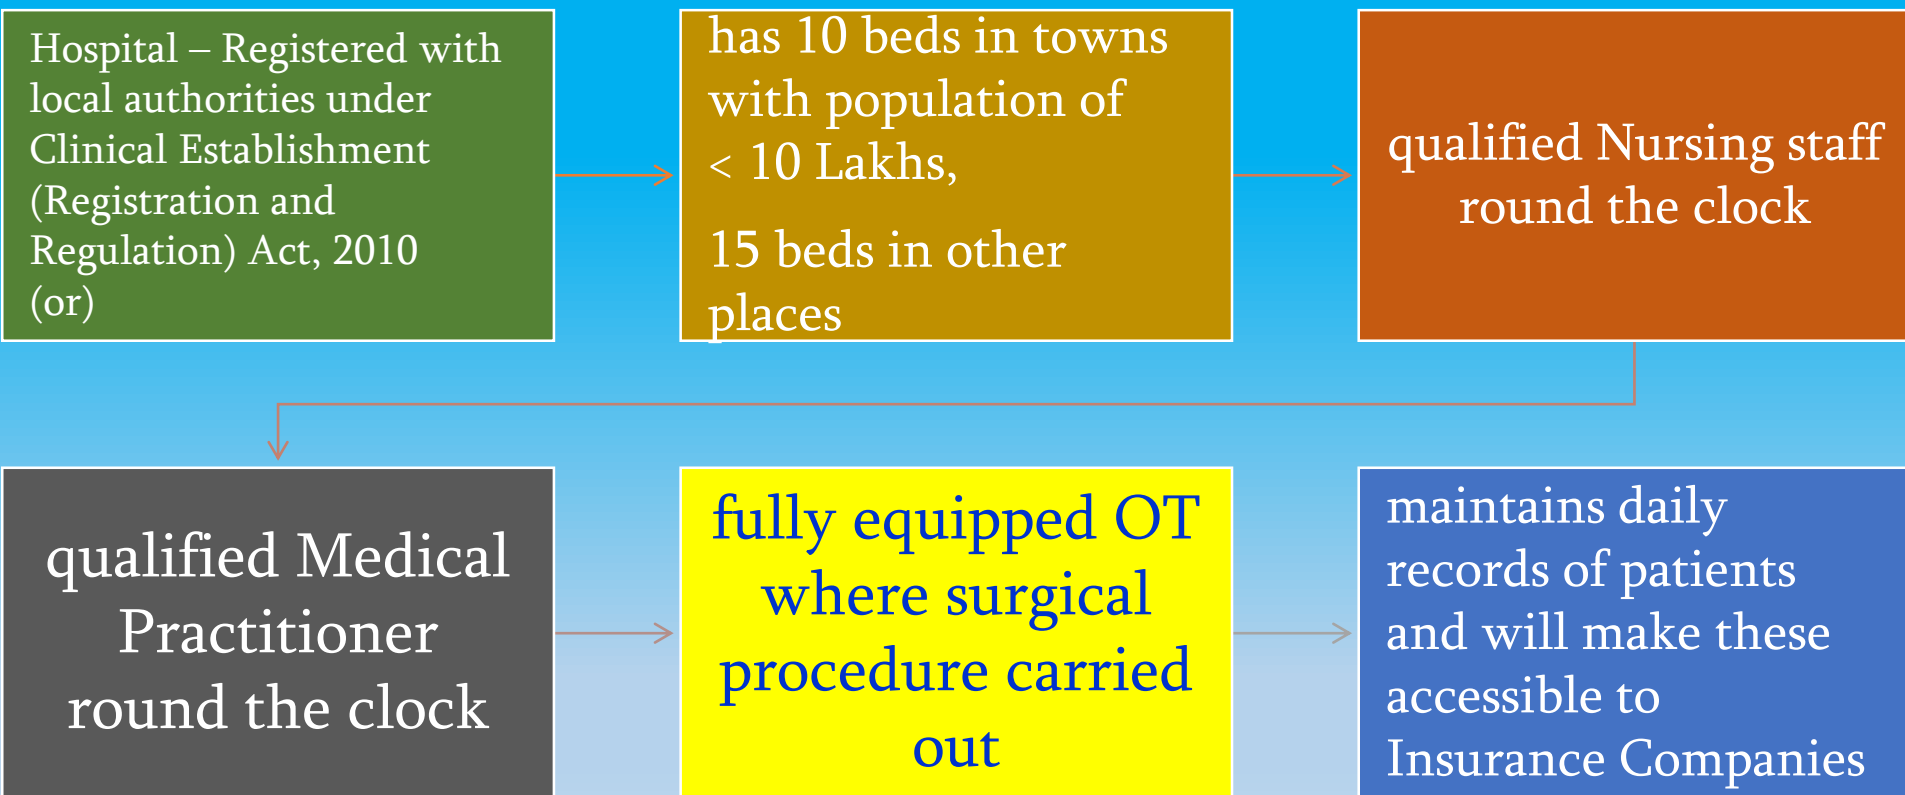 Hospital – Registered with
local authorities under
Clinical Establishment
(Registration and
Regulation) Act, 2010
(or)
has 10 beds in towns
with population of
< 10 Lakhs,
15 beds in other
places
qualified Nursing staff
round the clock
qualified Medical
Practitioner
round the clock
fully equipped OT
where surgical
procedure carried
out
maintains daily
records of patients
and will make these
accessible to
Insurance Companies